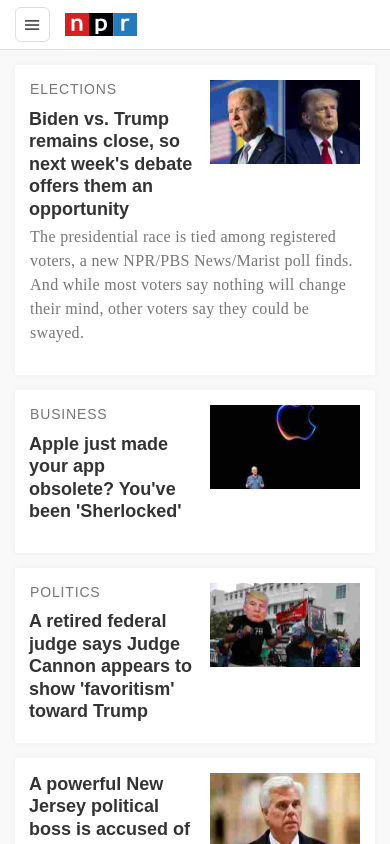 npr
ELECTIONS
Biden vs. Trump
remains close, so
next week's debate
offers them an
opportunity
The presidential race is tied among registered
voters, a new NPR/PBS News/Marist poll finds.
And while most voters say nothing will change
their mind, other voters say they could be
swayed.
BUSINESS
Apple just made
your app
obsolete? You've
been 'Sherlocked'
POLITICS
A retired federal
judge says Judge
Cannon appears to
show 'favoritism'
toward Trump
A powerful New
Jersey political
boss is accused of